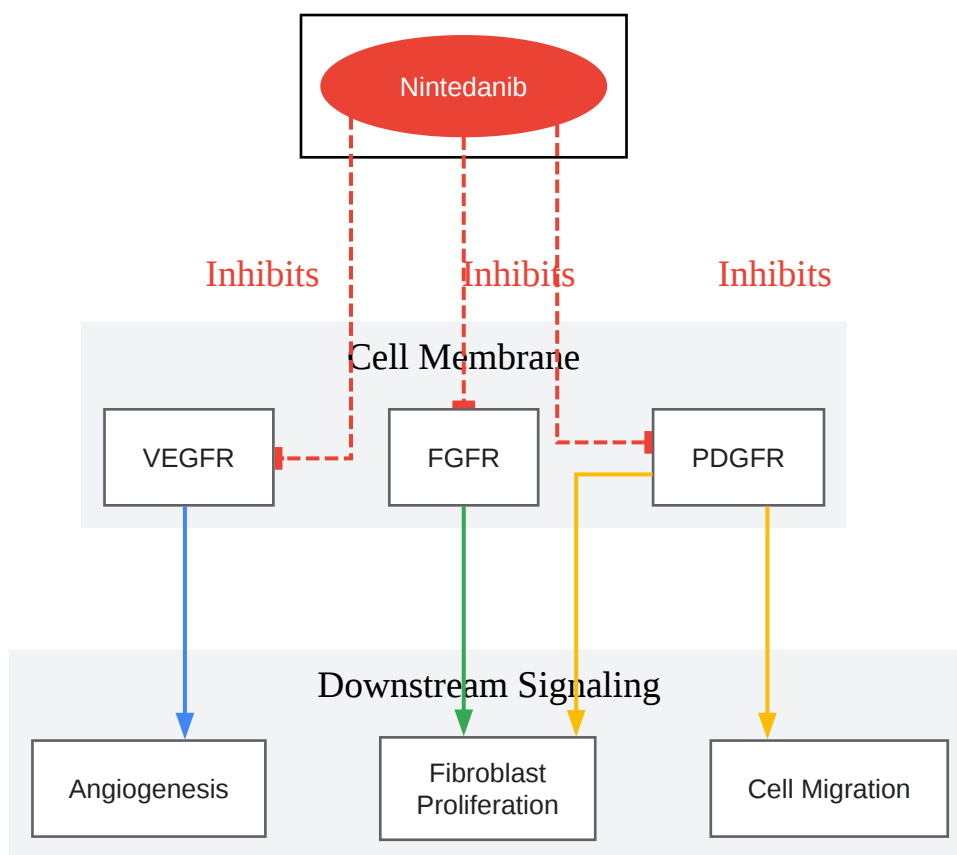 Nintedanib
Inhibits
Inhibits
Inhibits
Cell Membrane
VEGFR
FGFR
PDGFR
Downstream Signaling
Angiogenesis
Fibroblast
Proliferation
Cell Migration